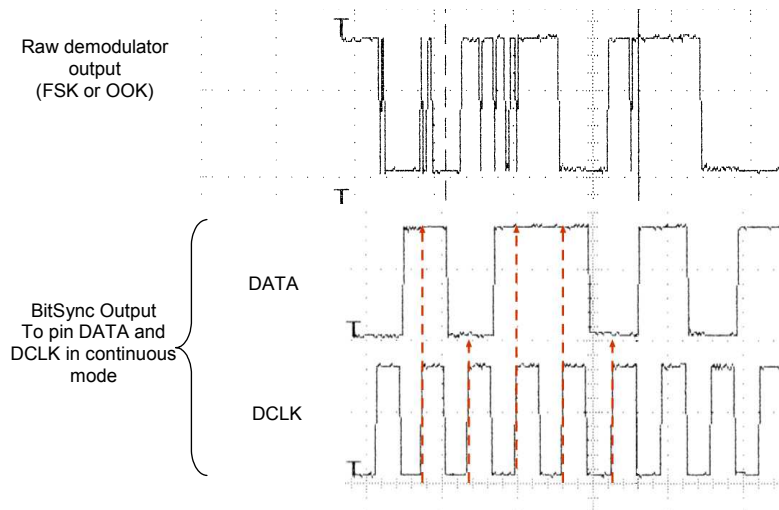 Raw demodulator
output
(FSK or OOK)
BitSync Output
To pin DATA and
DCLK in continuous
mode
DATA
DCLK